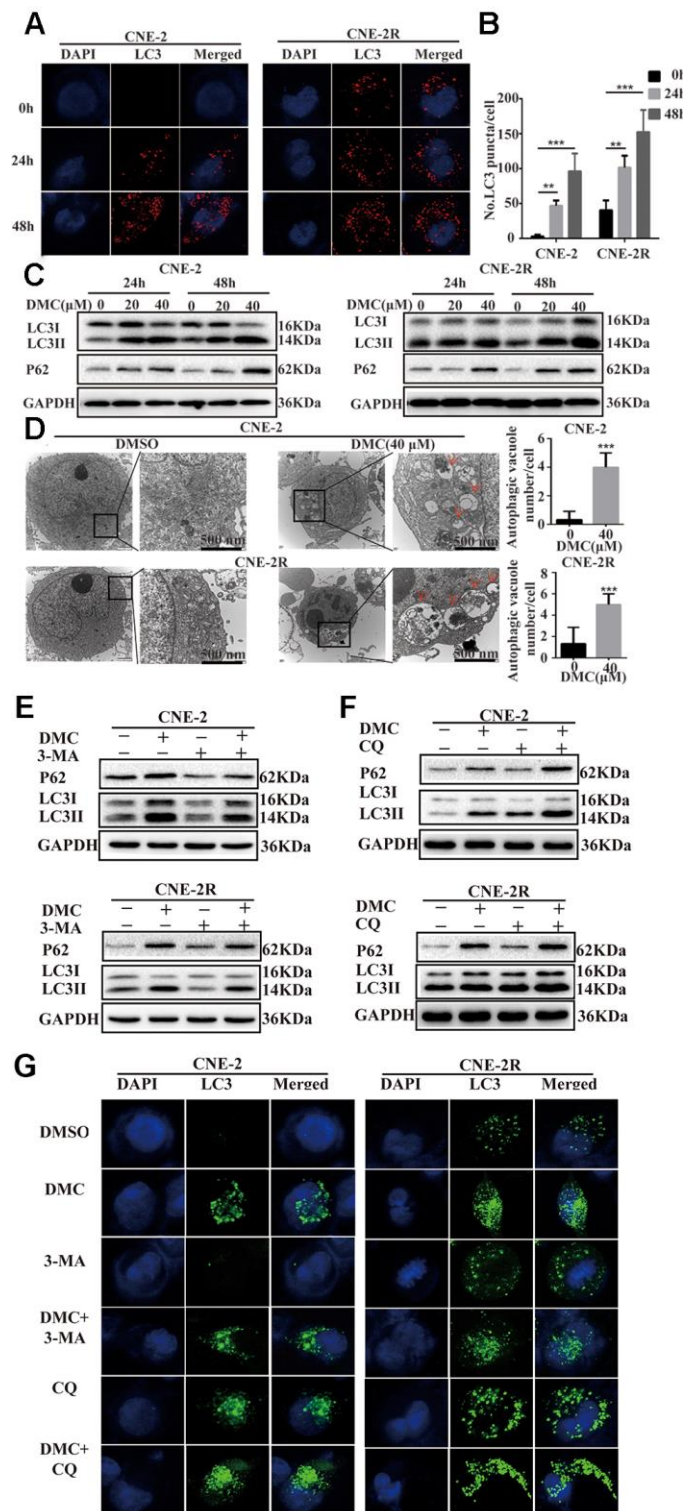 A
CNE-2
CNE-2R
DAPI LC3 Merged
DAPI LC3 Merged
0h
24h
48h
B
0h
24h
48h
No.LC3 puncta/cell
200
150
100
50
0
*** ** *** **
CNE-2 CNE-2R
C
CNE-2
24h 48h
DMC(μM) 0 20 40 0 20 40
LC3I 16KDa
LC3II 14KDa
P62 62KDa
GAPDH 36KDa
CNE-2R
24h 48h
DMC(μM) 0 20 40 0 20 40
LC3I 16KDa
LC3II 14KDa
P62 62KDa
GAPDH 36KDa
D
CNE-2
DMSO DMC(40 μM)
500 nm 500 nm
CNE-2R
500 nm 500 nm
CNE-2
Autophagic vacuole
number/cell
6
4
2
0
***
0 40
DMC(μM)
CNE-2R
Autophagic vacuole
number/cell
8
6
4
2
0
***
0 40
DMC(μM)
E
CNE-2
DMC − + − +
3-MA − − + +
P62 62KDa
LC3I 16KDa
LC3II 14KDa
GAPDH 36KDa
CNE-2R
DMC − + − +
3-MA − − + +
P62 62KDa
LC3I 16KDa
LC3II 14KDa
GAPDH 36KDa
F
CNE-2
DMC − + − +
CQ − − + +
P62 62KDa
LC3I 16KDa
LC3II 14KDa
GAPDH 36KDa
CNE-2R
DMC − + − +
CQ − − + +
P62 62KDa
LC3I 16KDa
LC3II 14KDa
GAPDH 36KDa
G
CNE-2 CNE-2R
DAPI LC3 Merged DAPI LC3 Merged
DMSO
DMC
3-MA
DMC+
3-MA
CQ
DMC+
CQ